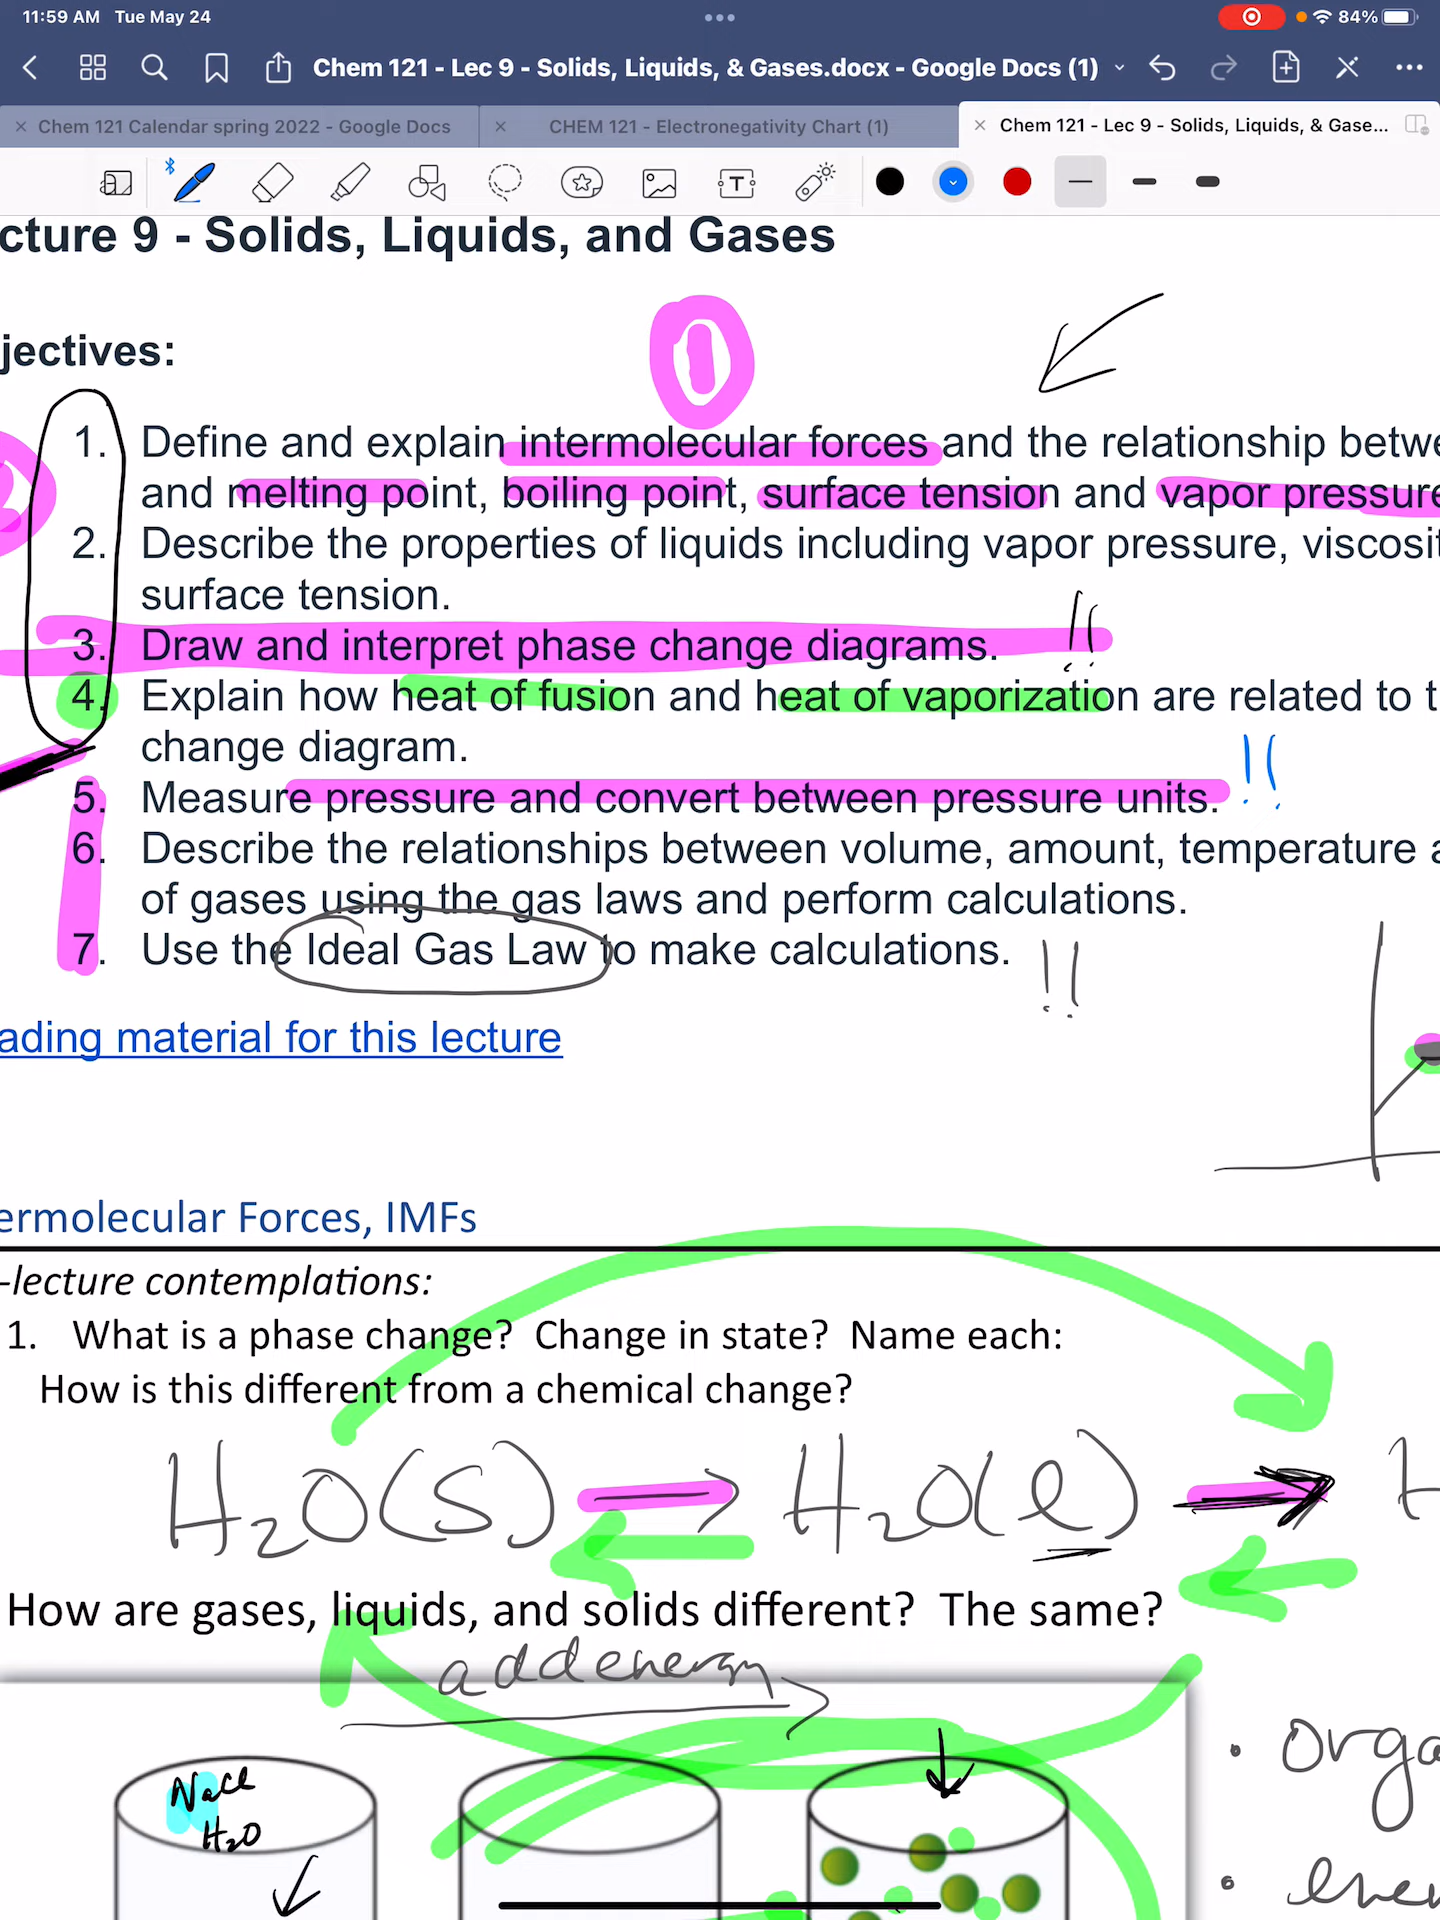 11:59 AM Tue May 24
84%
Chem 121 - Lec 9 - Solids, Liquids, & Gases.docx - Google Docs (1)
Chem 121 Calendar spring 2022 - Google Docs
CHEM 121 - Electronegativity Chart (1)
Chem 121 - Lec 9 - Solids, Liquids, & Gase...
T
cture 9 - Solids, Liquids, and Gases
jectives:
1. Define and explain intermolecular forces and the relationship betwe
and melting point, boiling point, surface tension and vapor pressure
2. Describe the properties of liquids including vapor pressure, viscosit
surface tension.
3. Draw and interpret phase change diagrams. !!
4. Explain how heat of fusion and heat of vaporization are related to t
change diagram.
5. Measure pressure and convert between pressure units. !!
6. Describe the relationships between volume, amount, temperature a
of gases using the gas laws and perform calculations.
7. Use the Ideal Gas Law to make calculations. !!
ading material for this lecture
ermolecular Forces, IMFs
-lecture contemplations:
1. What is a phase change? Change in state? Name each:
How is this different from a chemical change?
H₂O(s) → H₂O(l) →
How are gases, liquids, and solids different? The same?
add energy
• orga
NaCl
H₂O
• ener